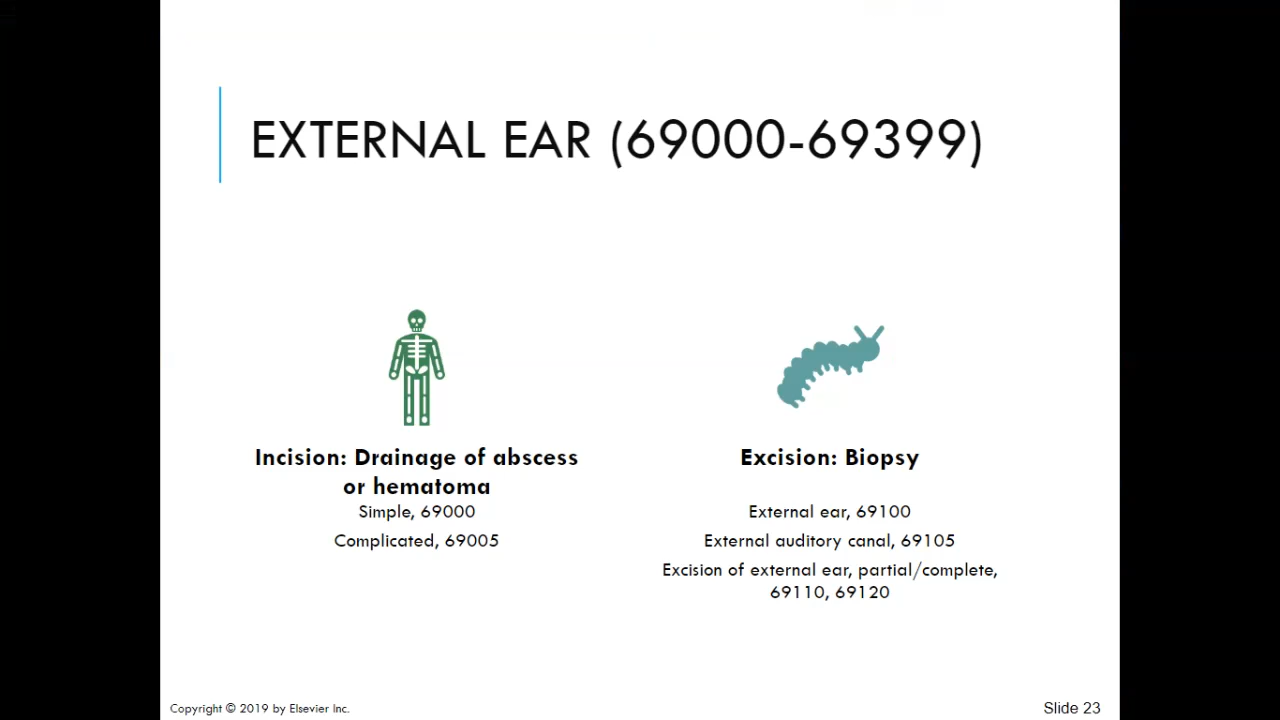 EXTERNAL EAR (69000-69399)
Incision: Drainage of abscess
or hematoma
Simple, 69000
Complicated, 69005
Excision: Biopsy
External ear, 69100
External auditory canal, 69105
Excision of external ear, partial/complete,
69110, 69120
Copyright © 2019 by Elsevier Inc.
Slide 23